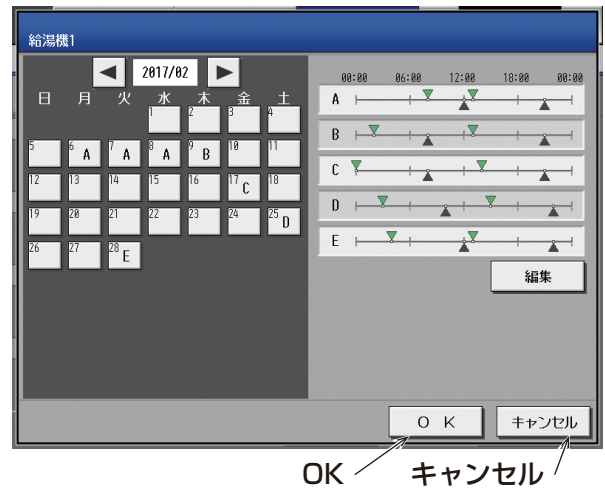 給湯機1
2017/02
日 月 火 水 木 金 土
1 2 3 4
5 6 A 7 A 8 A 9 B 10 11
12 13 14 15 16 17 C 18
19 20 21 22 23 24 25 D
26 27 28 E
00:00 06:00 12:00 18:00 00:00
A
B
C
D
E
編集
OK キャンセル
OK キャンセル